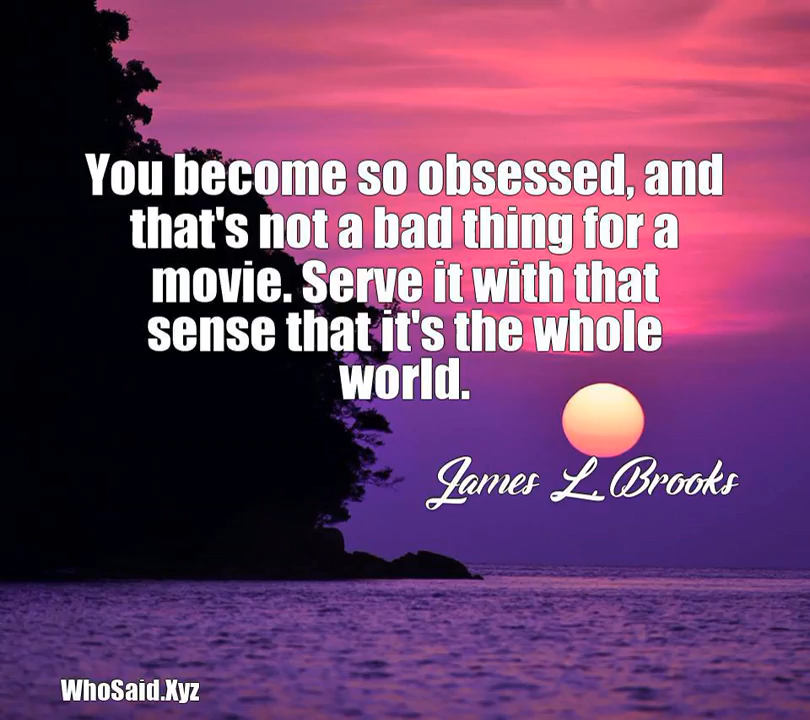 You become so obsessed, and
that's not a bad thing for a
movie. Serve it with that
sense that it's the whole
world.
James L. Brooks
WhoSaid.Xyz